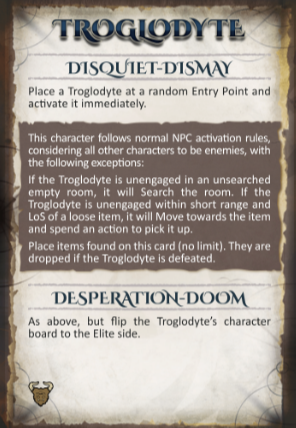 TROGLODYTE
DISQUIET-DISMAY
Place a Troglodyte at a random Entry Point and
activate it immediately.
This character follows normal NPC activation rules,
considering all other characters to be enemies, with
the following exceptions:
If the Troglodyte is unengaged in an unsearched
empty room, it will Search the room. If the
Troglodyte is unengaged within short range and
LoS of a loose item, it will Move towards the item
and spend an action to pick it up.
Place items found on this card (no limit). They are
dropped if the Troglodyte is defeated.
DESPERATION-DOOM
As above, but flip the Troglodyte's character
board to the Elite side.